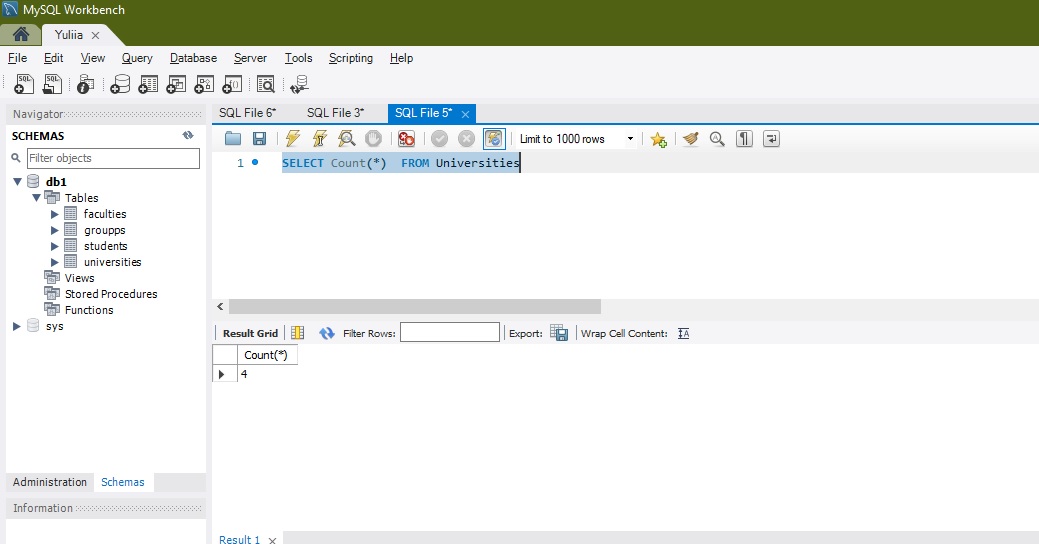 MySQL Workbench
Yuliia
File Edit View Query Database Server Tools Scripting Help
Navigator
SCHEMAS
Filter objects
db1
Tables
faculties
groupps
students
universities
Views
Stored Procedures
Functions
sys
Administration Schemas
Information
SQL File 6* SQL File 3* SQL File 5*
Limit to 1000 rows
1 SELECT Count(*) FROM Universities
Result Grid Filter Rows: Export: Wrap Cell Content:
Count(*)
4
Result 1